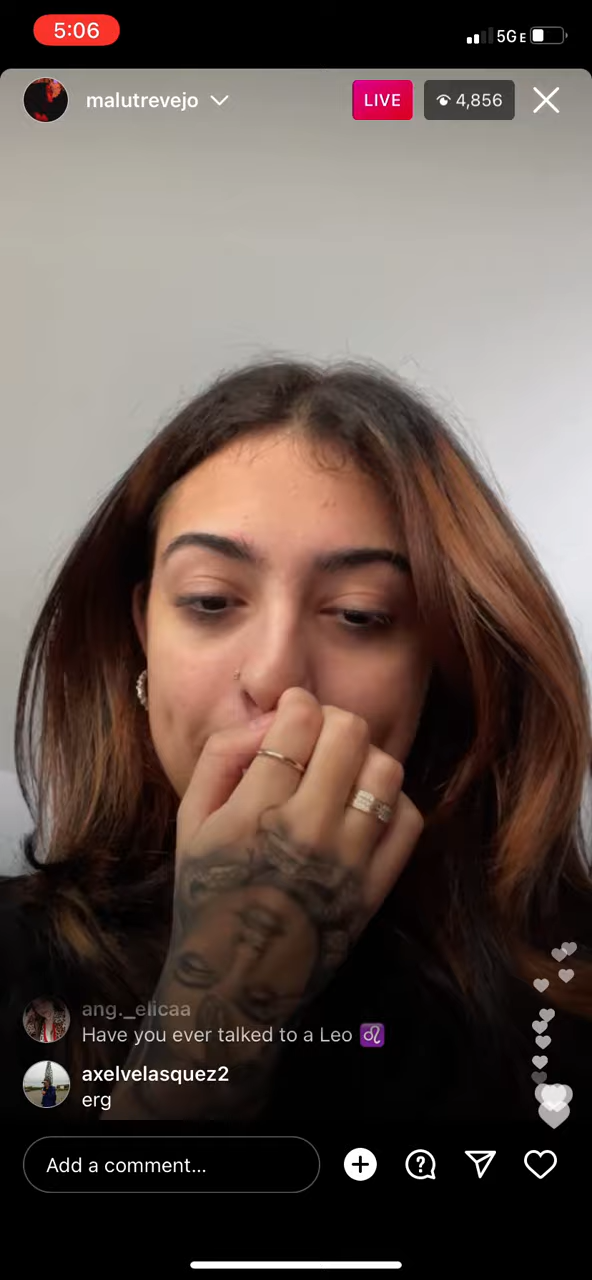 5:06
5G E
malutrevejo
LIVE
4,856
ang._elicaa
Have you ever talked to a Leo ♌
axelvelasquez2
erg
Add a comment...